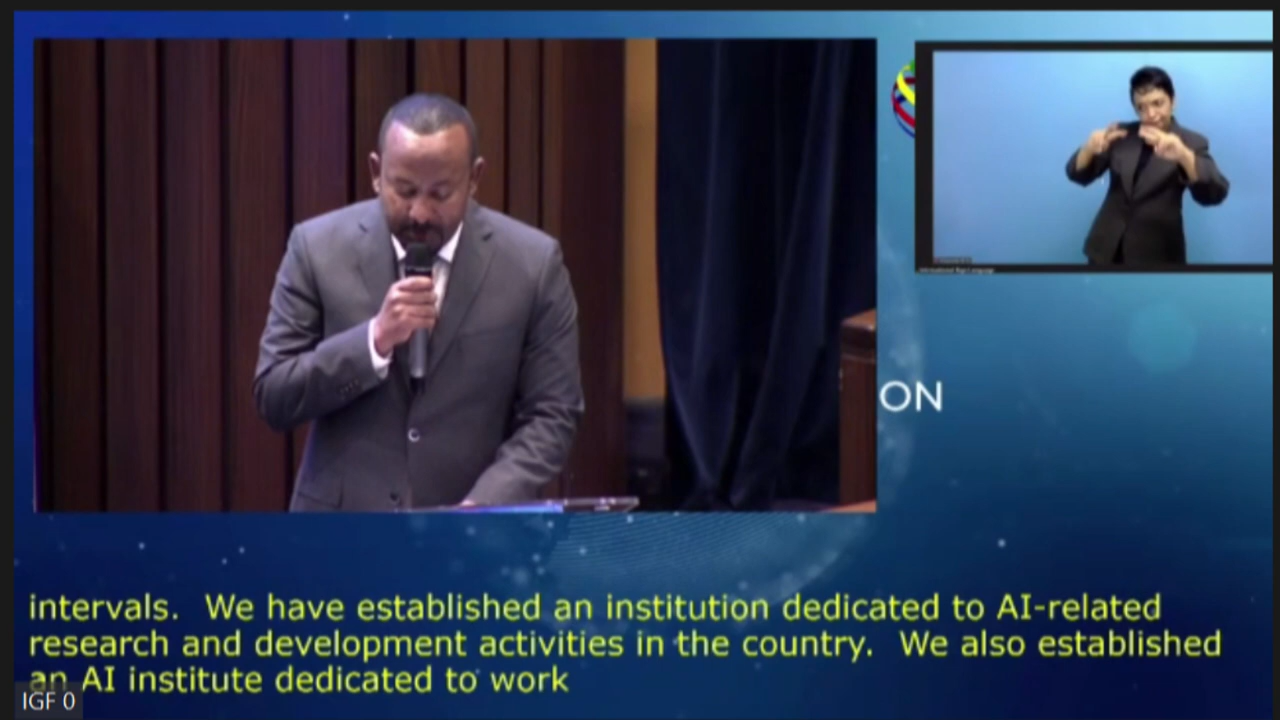 ON
intervals.  We have established an institution dedicated to AI-related
research and development activities in the country.  We also established
an AI institute dedicated to work
IGF 0